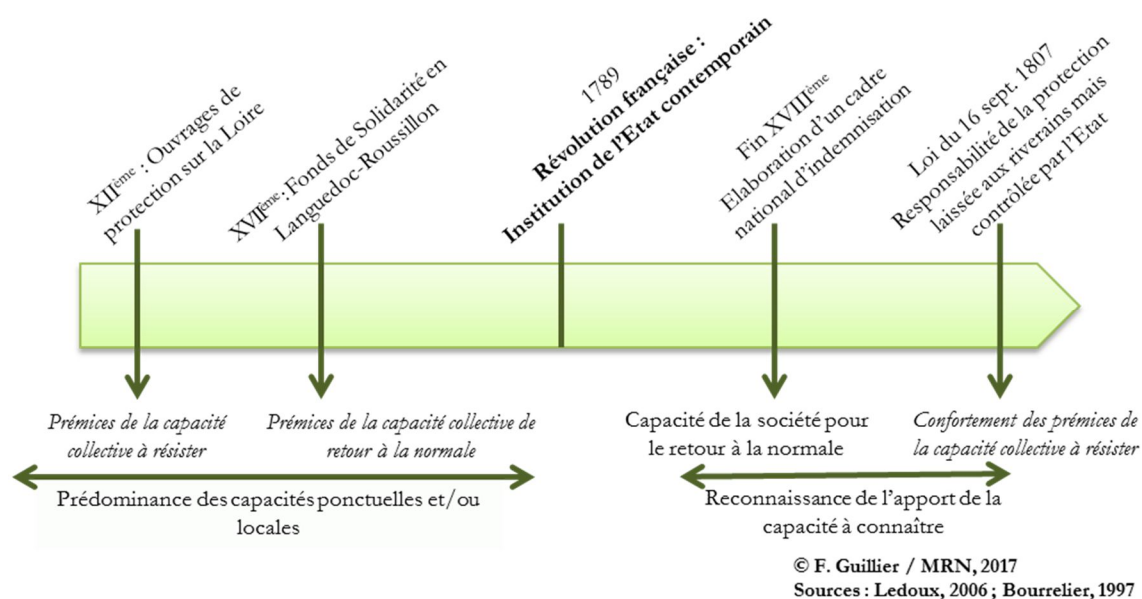 XIIème : Ouvrages de
protection sur la Loire
XVIème: Fonds de Solidarité en
Languedoc-Roussillon
1789
Révolution française :
Institution de l'Etat contemporain
Fin XVIIIème
Elaboration d'un cadre
national d'indemnisation
Loi du 16 sept. 1807
Responsabilité de la protection
laissée aux riverains mais
contrôlée par l'Etat
Prémices de la capacité
collective à résister
Prémices de la capacité collective de
retour à la normale
Capacité de la société pour
le retour à la normale
Confortement des prémices de
la capacité collective à résister
Prédominance des capacités ponctuelles et/ou
locales
Reconnaissance de l'apport de la
capacité à connaître
© F. Guillier / MRN, 2017
Sources : Ledoux, 2006 ; Bourrelier, 1997